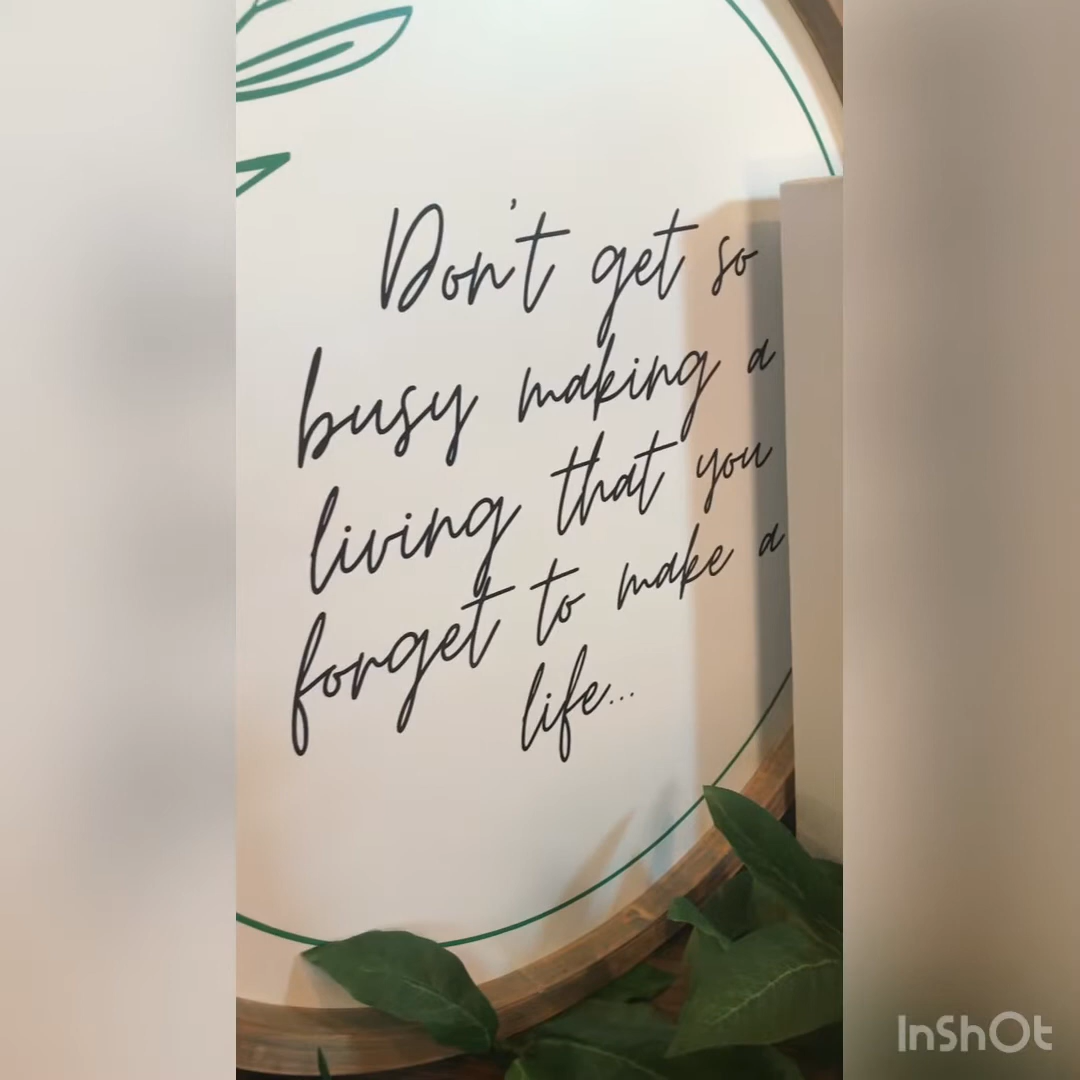 Don't get so
busy making a
living that you
forget to make a
life...
InShOt